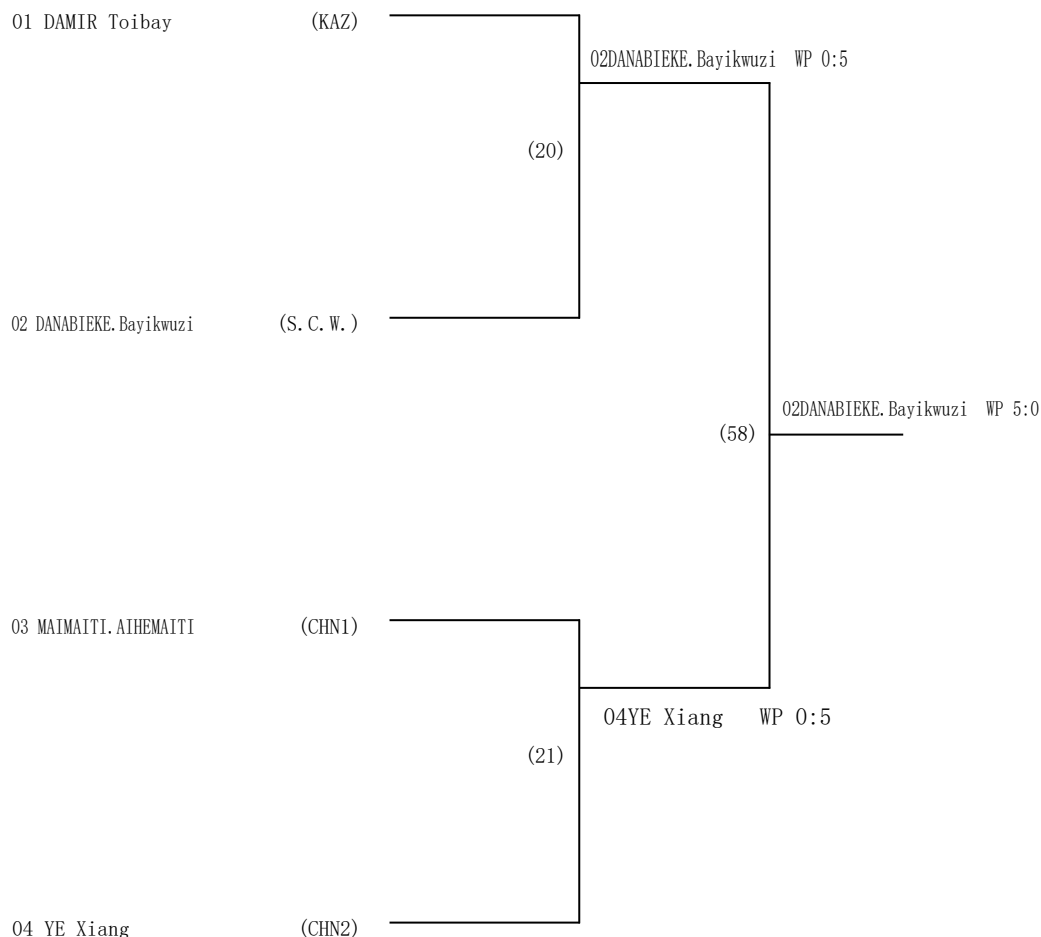 01 DAMIR Toibay (KAZ)
02DANABIEKE.Bayikwuzi WP 0:5
(20)
02 DANABIEKE.Bayikwuzi (S.C.W.)
02DANABIEKE.Bayikwuzi WP 5:0
(58)
03 MAIMAITI.AIHEMAITI (CHN1)
04YE Xiang WP 0:5
(21)
04 YE Xiang (CHN2)